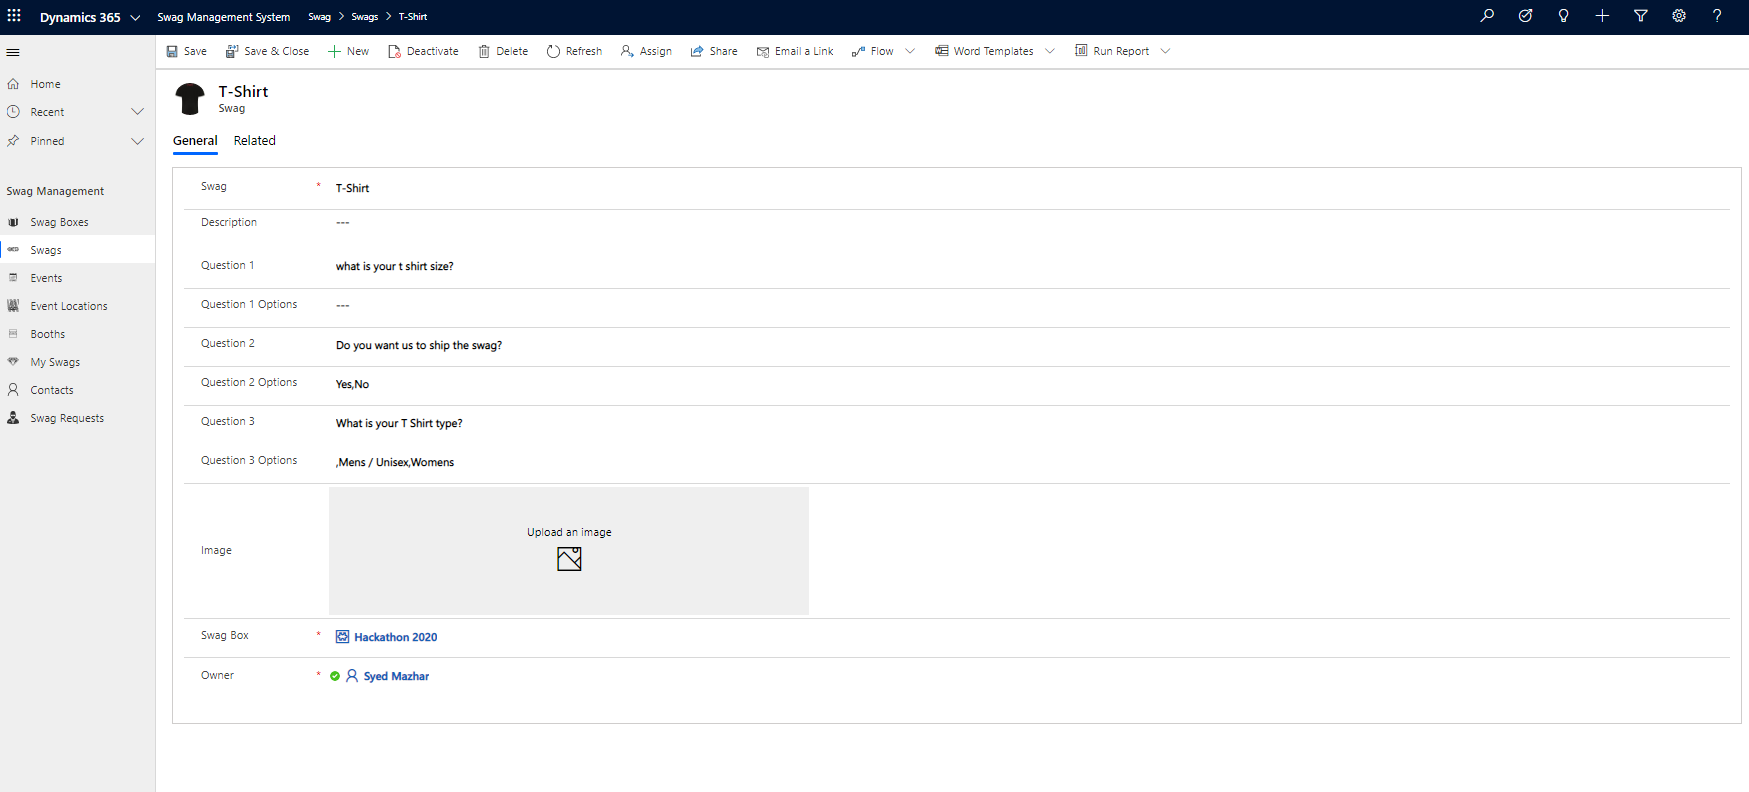 Dynamics 365 Swag Management System Swag Swags T-Shirt
Save Save & Close New Deactivate Delete Refresh Assign Share Email a Link Flow Word Templates Run Report
Home
Recent
Pinned
Swag Management
Swag Boxes
Swags
Events
Event Locations
Booths
My Swags
Contacts
Swag Requests
T-Shirt
Swag
General Related
Swag * T-Shirt
Description ---
Question 1 what is your t shirt size?
Question 1 Options ---
Question 2 Do you want us to ship the swag?
Question 2 Options Yes,No
Question 3 What is your T Shirt type?
Question 3 Options ,Mens / Unisex,Womens
Image Upload an image
Swag Box * Hackathon 2020
Owner * Syed Mazhar